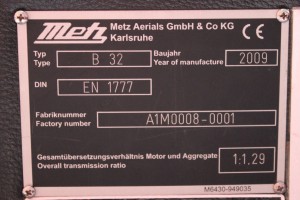 Metz
Metz Aerials GmbH & Co KG
Karlsruhe
Typ
Type
B 32
Baujahr
Year of manufacture
2009
DIN
EN 1777
Fabriknummer
Factory number
A1M0008-0001
Gesamtübersetzungsverhältnis Motor und Aggregate
Overall transmission ratio
1:1.29
M6430-949035